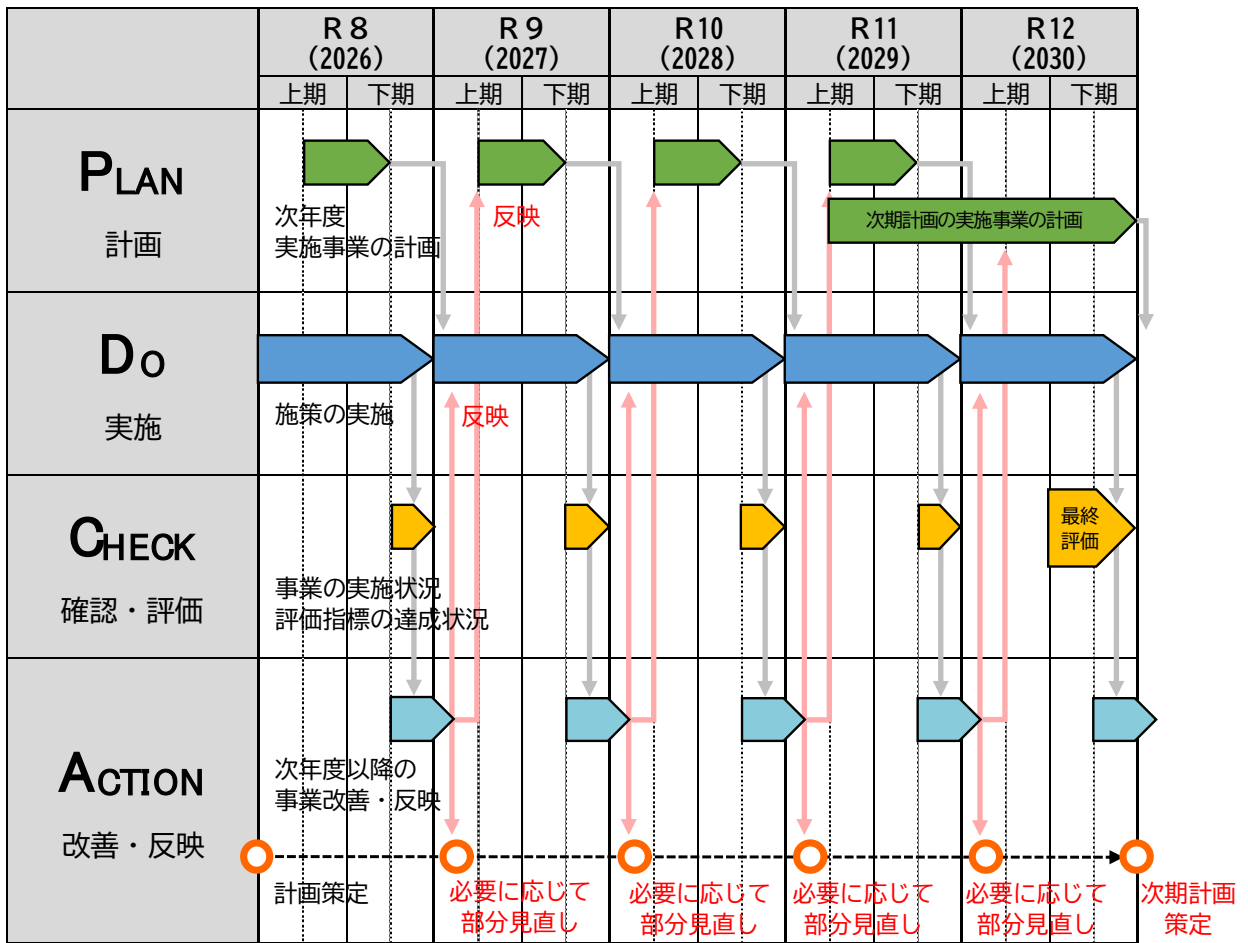 R８
(2026)
R９
(2027)
R10
(2028)
R11
(2029)
R12
(2030)
上期
下期
上期
下期
上期
下期
上期
下期
上期
下期
PLAN
計画
次年度
実施事業の計画
反映
次期計画の実施事業の計画
DO
実施
施策の実施
反映
CHECK
確認・評価
事業の実施状況
評価指標の達成状況
最終
評価
ACTION
改善・反映
次年度以降の
事業改善・反映
計画策定
必要に応じて
部分見直し
必要に応じて
部分見直し
必要に応じて
部分見直し
必要に応じて
部分見直し
次期計画
策定